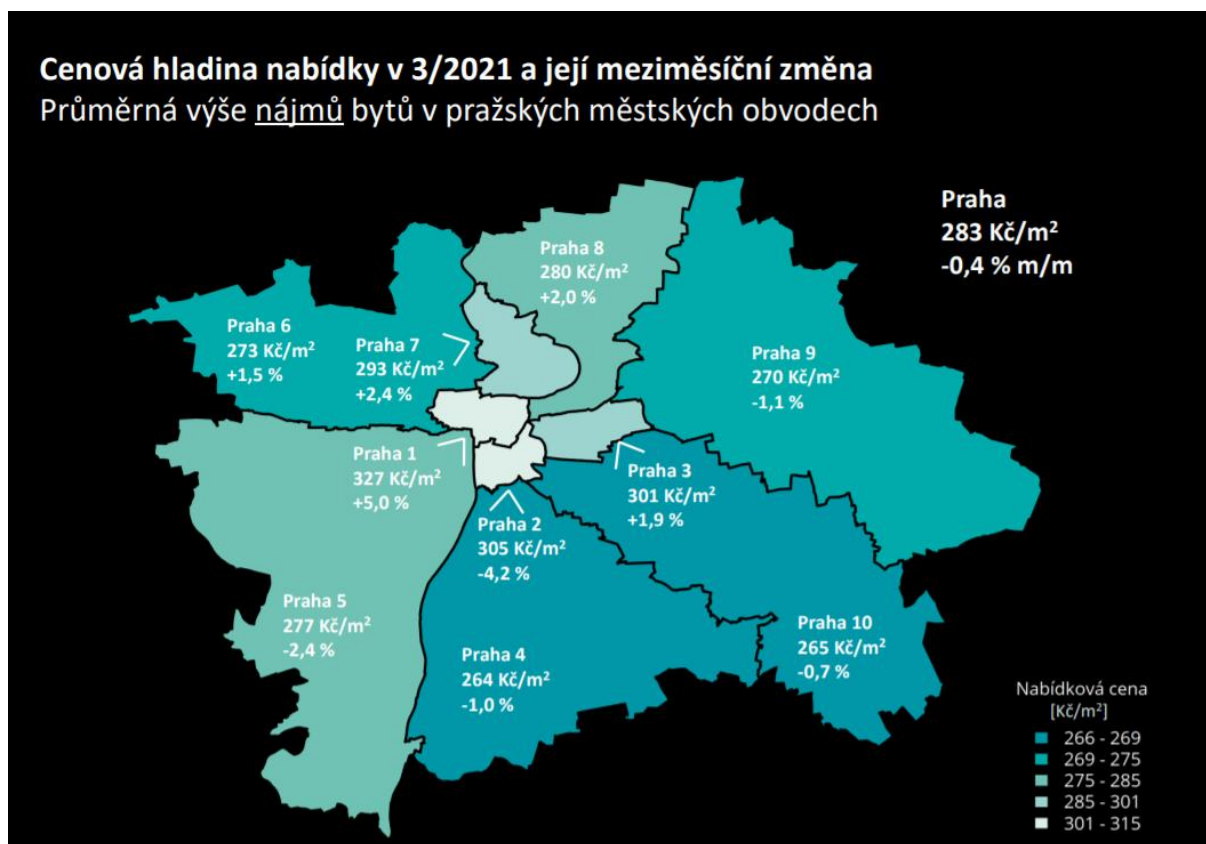 Cenová hladina nabídky v 3/2021 a její meziměsíční změna
Průměrná výše nájmů bytů v pražských městských obvodech
Praha
283 Kč/m²
-0,4 % m/m
Praha 8
280 Kč/m²
+2,0 %
Praha 6
273 Kč/m²
+1,5 %
Praha 7
293 Kč/m²
+2,4 %
Praha 9
270 Kč/m²
-1,1 %
Praha 1
327 Kč/m²
+5,0 %
Praha 3
301 Kč/m²
+1,9 %
Praha 2
305 Kč/m²
-4,2 %
Praha 5
277 Kč/m²
-2,4 %
Praha 4
264 Kč/m²
-1,0 %
Praha 10
265 Kč/m²
-0,7 %
Nabídková cena
[Kč/m²]
266 - 269
269 - 275
275 - 285
285 - 301
301 - 315